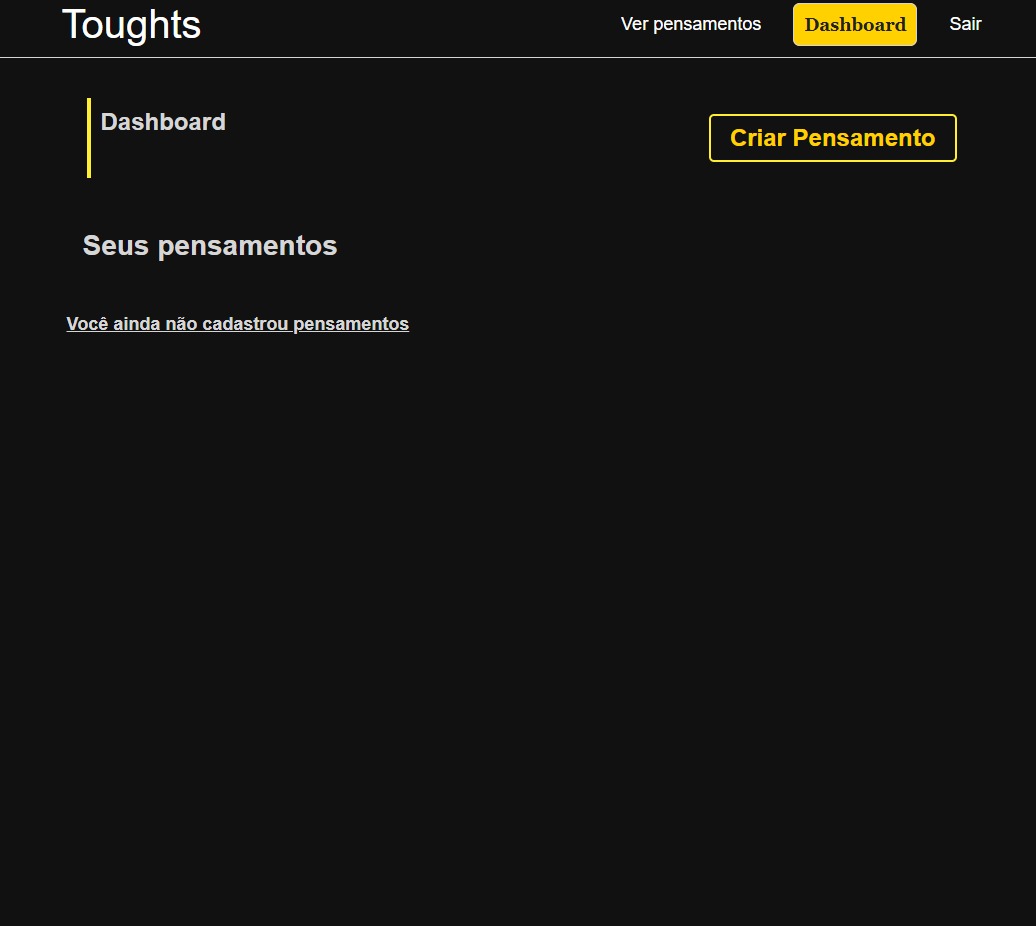 Toughts
Ver pensamentos
Dashboard
Sair
Dashboard
Criar Pensamento
Seus pensamentos
Você ainda não cadastrou pensamentos